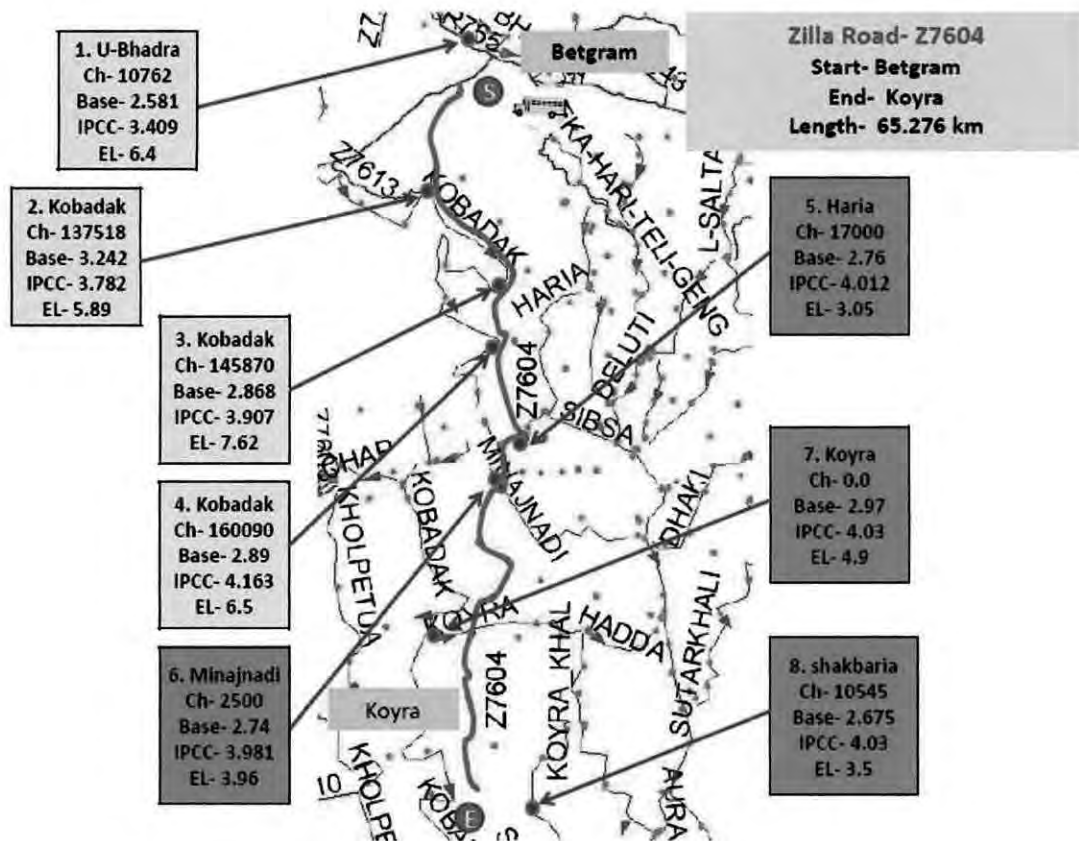 1. U-Bhadra
Ch- 10762
Base- 2.581
IPCC- 3.409
EL- 6.4
Betgram
Zilla Road- Z7604
Start- Betgram
End- Koyra
Length- 65.276 km
S
Z7613
KOBADAK
TKA-HARI-TELI-GENG
L-SALTA
2. Kobadak
Ch- 137518
Base- 3.242
IPCC- 3.782
EL- 5.89
5. Haria
Ch- 17000
Base- 2.76
IPCC- 4.012
EL- 3.05
HARIA
3. Kobadak
Ch- 145870
Base- 2.868
IPCC- 3.907
EL- 7.62
Z7604
DELUTI
SIBSA
GHAR
KHOLPETUA
KOBADAK
MINAJNADI
DHAKI
4. Kobadak
Ch- 160090
Base- 2.89
IPCC- 4.163
EL- 6.5
7. Koyra
Ch- 0.0
Base- 2.97
IPCC- 4.03
EL- 4.9
KOYRA
HADDA
SUTARKHALI
KOYRA_KHAL
6. Minajnadi
Ch- 2500
Base- 2.74
IPCC- 3.981
EL- 3.96
Koyra
Z7604
8. shakbaria
Ch- 10545
Base- 2.675
IPCC- 4.03
EL- 3.5
10
KHOLPE
KOBA
E
S
AURA